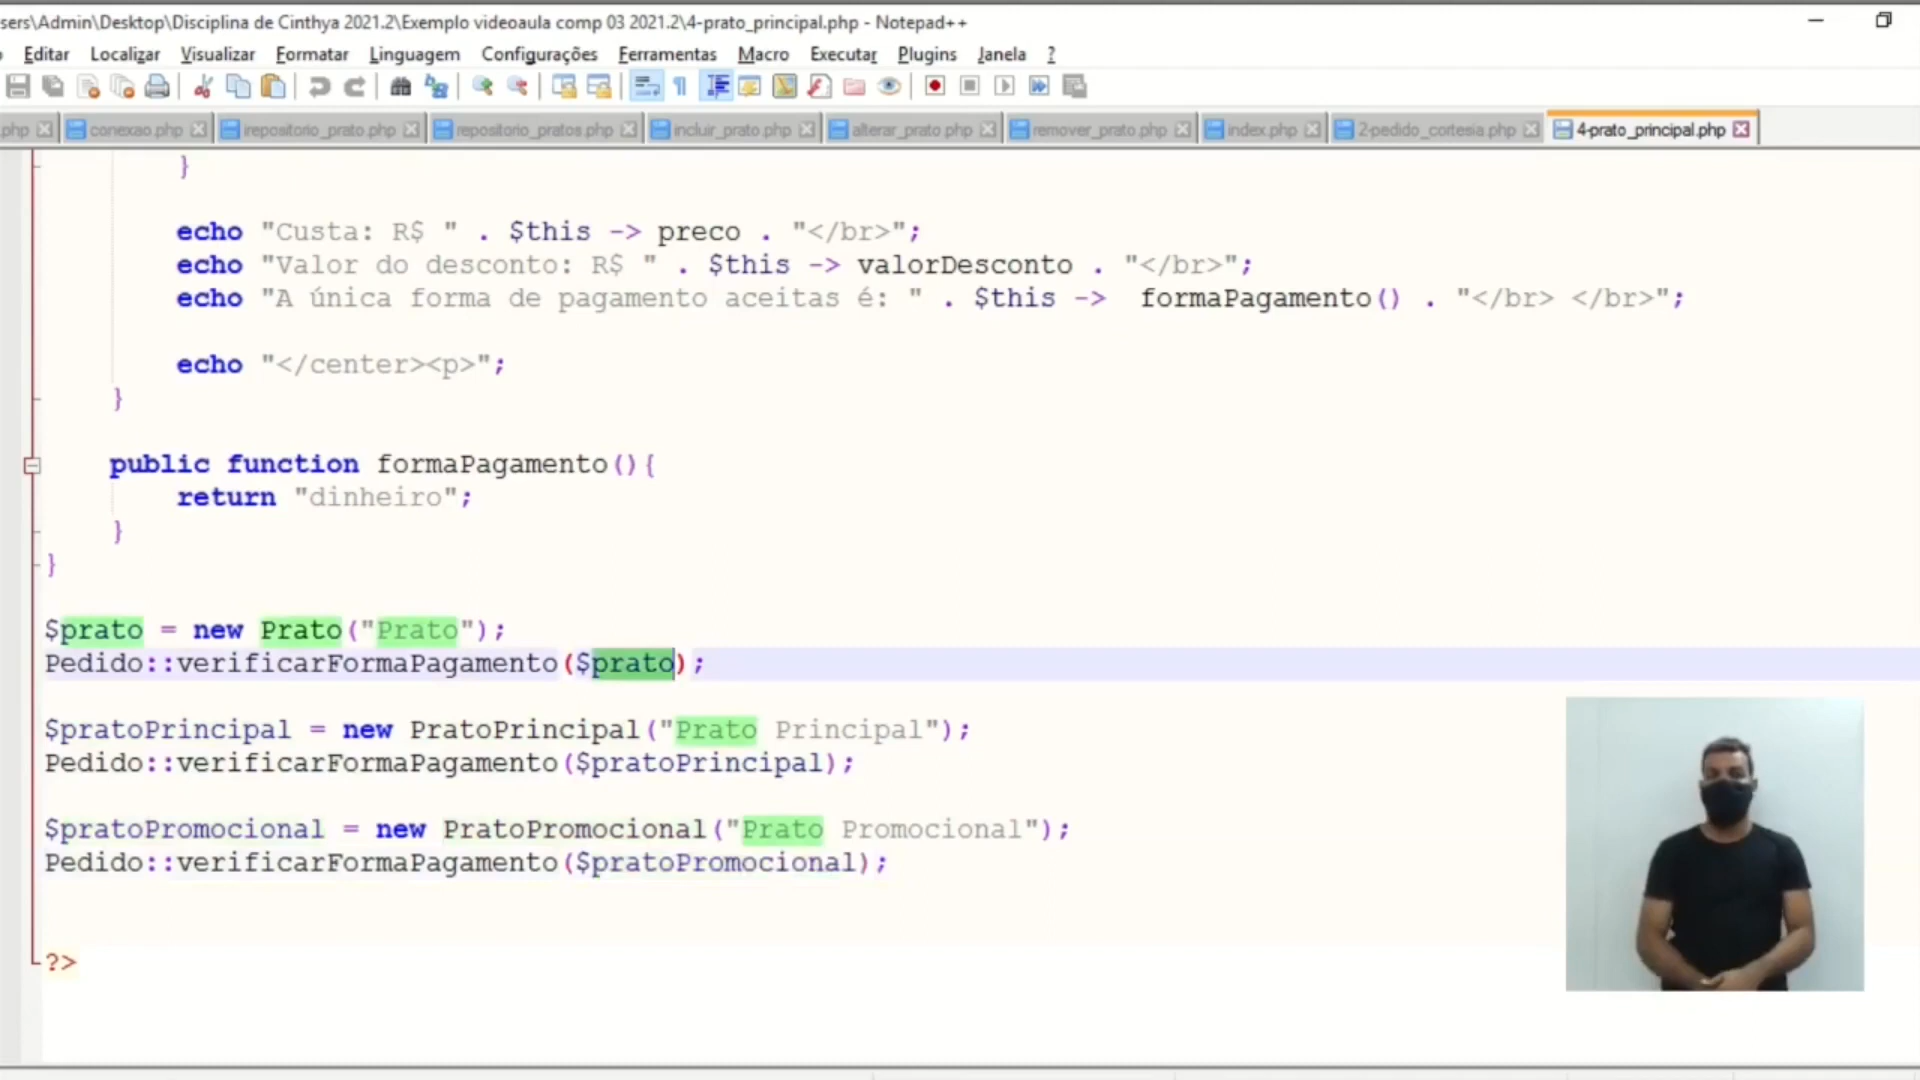 sers\Admin\Desktop\Disciplina de Cinthya 2021.2\Exemplo videoaula comp 03 2021.2\4-prato_principal.php - Notepad++
Editar Localizar Visualizar Formatar Linguagem Configurações Ferramentas Macro Executar Plugins Janela ?
.php conexao.php irepositorio_prato.php repositorio_pratos.php incluir_prato.php alterar_prato.php remover_prato.php index.php 2-pedido_cortesia.php 4-prato_principal.php
}
echo "Custa: R$ " . $this -> preco . "</br>";
echo "Valor do desconto: R$ " . $this -> valorDesconto . "</br>";
echo "A única forma de pagamento aceitas é: " . $this ->  formaPagamento() . "</br> </br>";
echo "</center><p>";
}
public function formaPagamento(){
return "dinheiro";
}
}
$prato = new Prato("Prato");
Pedido::verificarFormaPagamento($prato);
$pratoPrincipal = new PratoPrincipal("Prato Principal");
Pedido::verificarFormaPagamento($pratoPrincipal);
$pratoPromocional = new PratoPromocional("Prato Promocional");
Pedido::verificarFormaPagamento($pratoPromocional);
?>